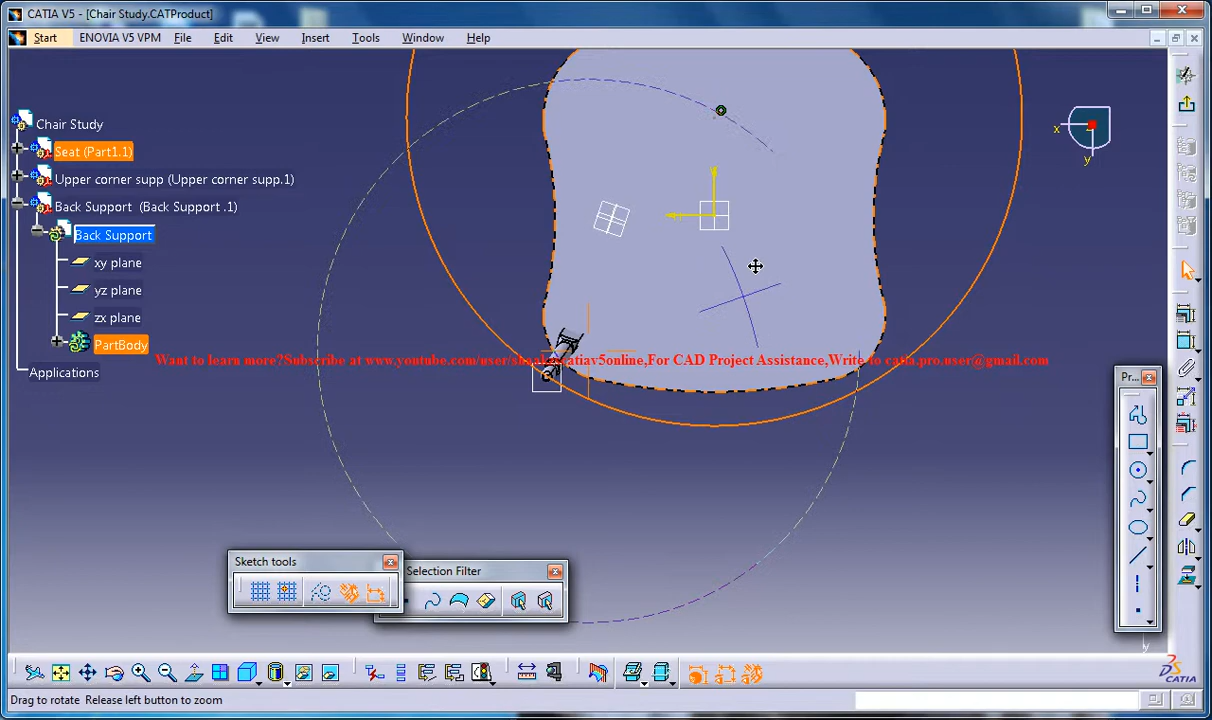 CATIA V5 - [Chair Study.CATProduct]
Start ENOVIA V5 VPM File Edit View Insert Tools Window Help
Chair Study
Seat (Part1.1)
Upper corner supp (Upper corner supp.1)
Back Support (Back Support .1)
Back Support
xy plane
yz plane
zx plane
PartBody
Applications
x
y
Want to learn more?Subscribe at www.youtube.com/user/
catiav5online,For CAD Project Assistance,Write to catia.pro.user@gmail.com
Pr...
Sketch tools
Selection Filter
CATIA
Drag to rotate Release left button to zoom